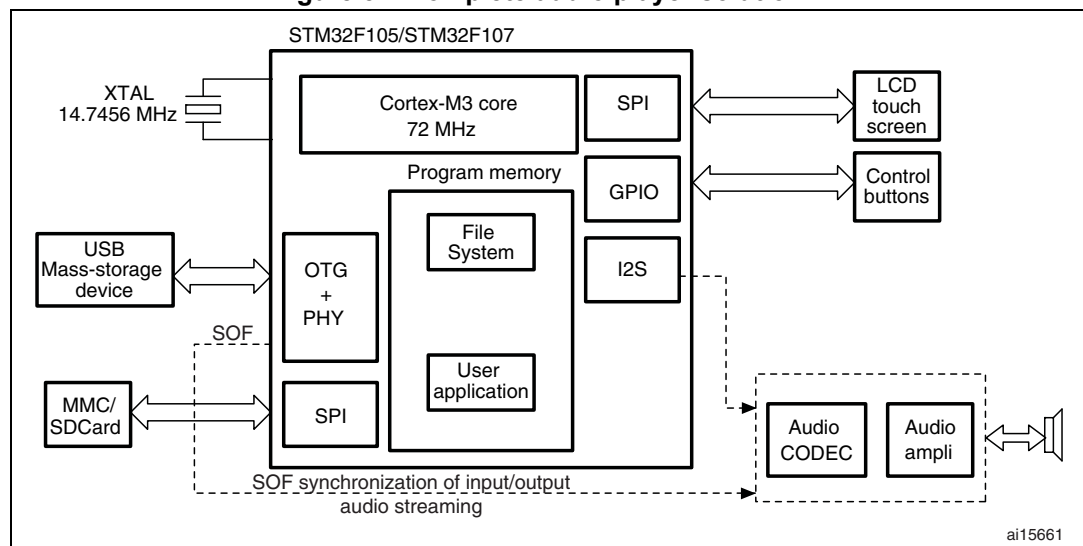 STM32F105/STM32F107
XTAL
14.7456 MHz
Cortex-M3 core
72 MHz
SPI
LCD
touch
screen
Program memory
GPIO
Control
buttons
File
System
I2S
USB
Mass-storage
device
OTG
+
PHY
SOF
User
application
MMC/
SDCard
SPI
Audio
CODEC
Audio
ampli
SOF synchronization of input/output
audio streaming
ai15661